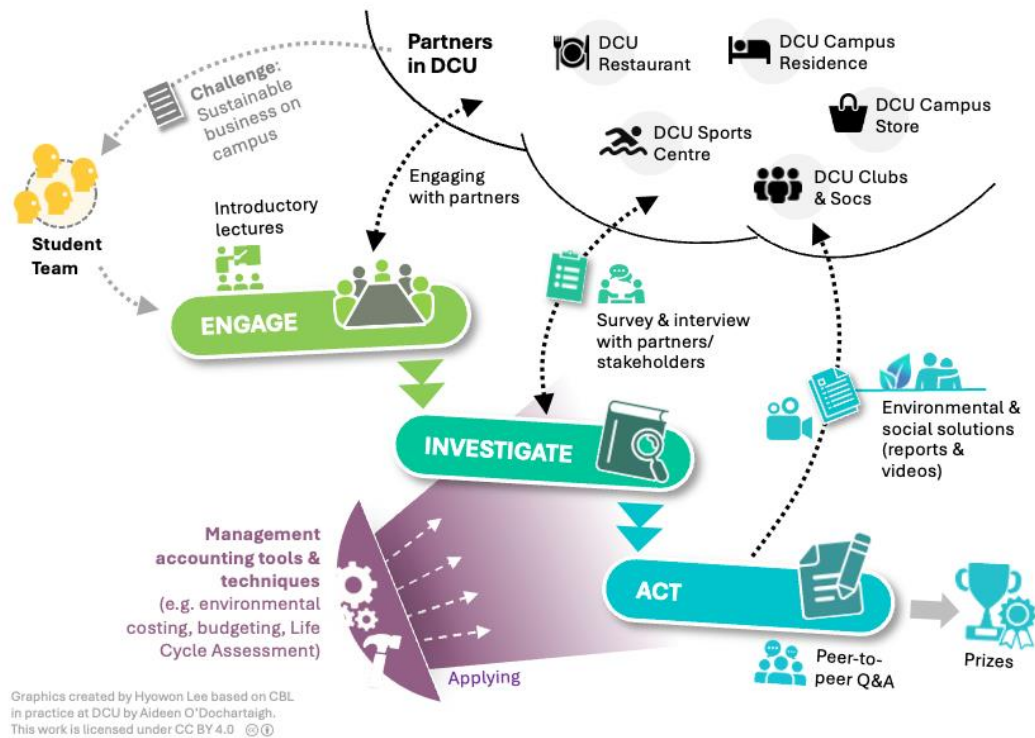 Partners
in DCU
DCU
Restaurant
DCU Campus
Residence
DCU Campus
Store
DCU Sports
Centre
DCU Clubs
& Socs
Challenge:
Sustainable
business on
campus
Student
Team
Introductory
lectures
Engaging
with partners
ENGAGE
Survey & interview
with partners/
stakeholders
INVESTIGATE
Environmental &
social solutions
(reports &
videos)
Management
accounting tools &
techniques
(e.g. environmental
costing, budgeting, Life
Cycle Assessment)
Applying
ACT
Peer-to-
peer Q&A
Prizes
Graphics created by Hyowon Lee based on CBL
in practice at DCU by Aideen O'Dochartaigh.
This work is licensed under CC BY 4.0